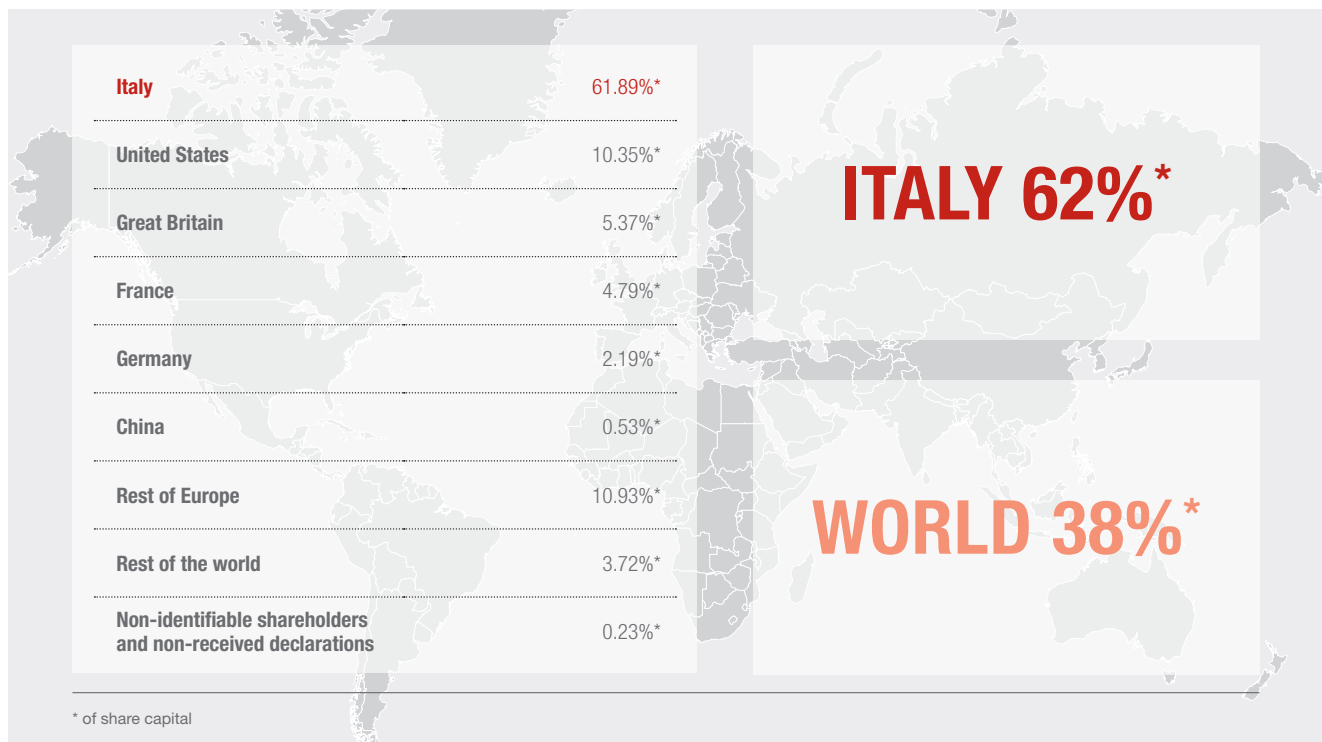 Italy 61.89%*
United States 10.35%*
Great Britain 5.37%*
France 4.79%*
Germany 2.19%*
China 0.53%*
Rest of Europe 10.93%*
Rest of the world 3.72%*
Non-identifiable shareholders
and non-received declarations 0.23%*
ITALY 62%*
WORLD 38%*
* of share capital